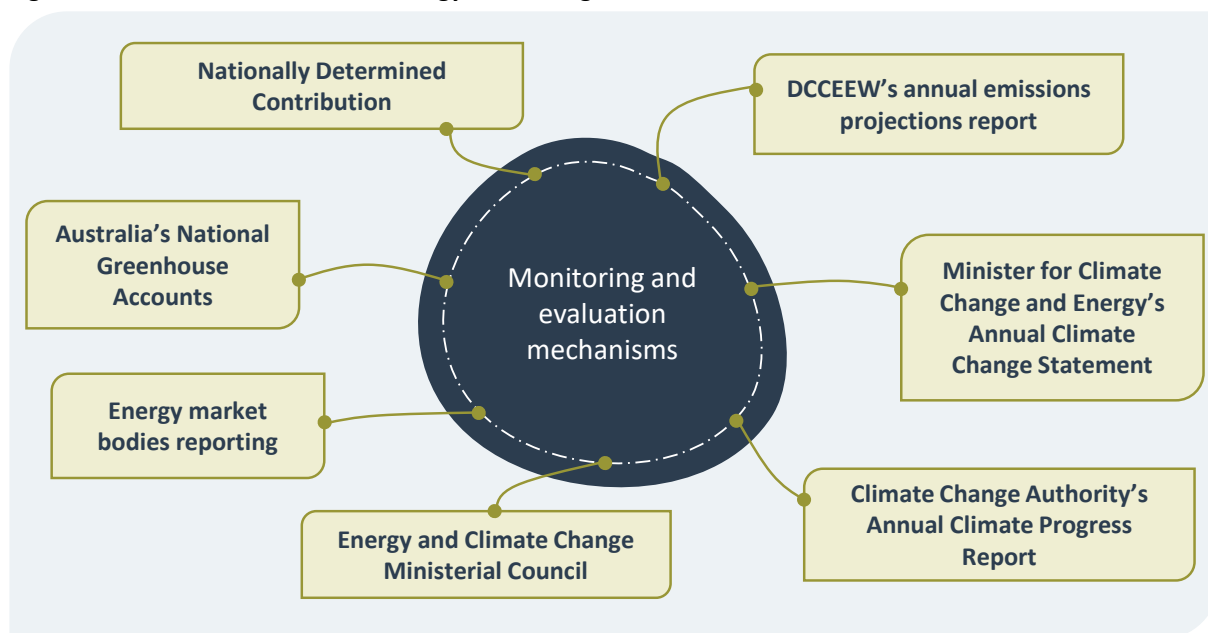 Nationally Determined
Contribution
DCCEEW’s annual emissions
projections report
Australia’s National
Greenhouse
Accounts
Monitoring and
evaluation
mechanisms
Minister for Climate
Change and Energy’s
Annual Climate
Change Statement
Energy market
bodies reporting
Climate Change Authority’s
Annual Climate Progress
Report
Energy and Climate Change
Ministerial Council